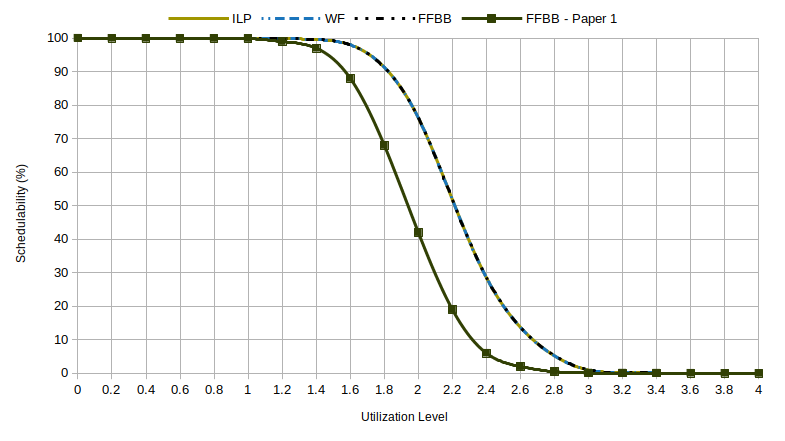 ILP WF FFBB FFBB - Paper 1
100
90
80
70
60
50
40
30
20
10
0
Schedulability (%)
0 0.2 0.4 0.6 0.8 1 1.2 1.4 1.6 1.8 2 2.2 2.4 2.6 2.8 3 3.2 3.4 3.6 3.8 4
Utilization Level